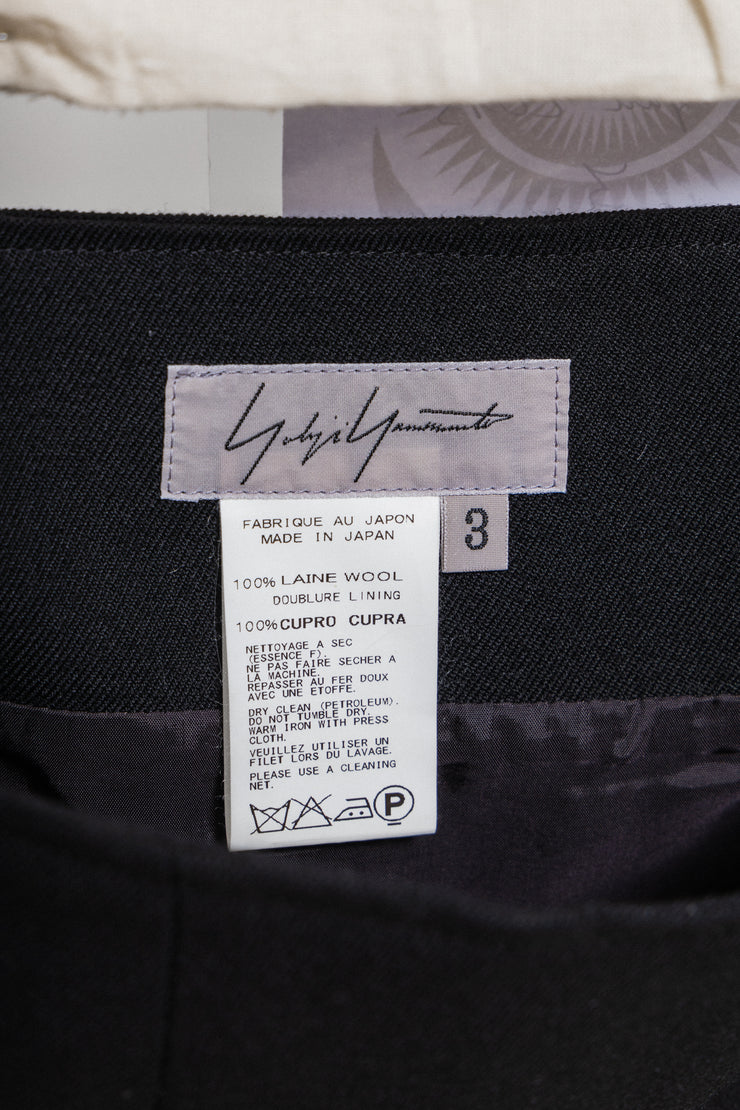 Yohji Yamamoto
3
FABRIQUE AU JAPON
MADE IN JAPAN
100% LAINE WOOL
DOUBLURE LINING
100% CUPRO CUPRA
NETTOYAGE A SEC
(ESSENCE F).
NE PAS FAIRE SECHER A
LA MACHINE.
REPASSER AU FER DOUX
AVEC UNE ETOFFE.
DRY CLEAN (PETROLEUM).
DO NOT TUMBLE DRY.
WARM IRON WITH PRESS
CLOTH.
VEUILLEZ UTILISER UN
FILET LORS DU LAVAGE.
PLEASE USE A CLEANING
NET.
P